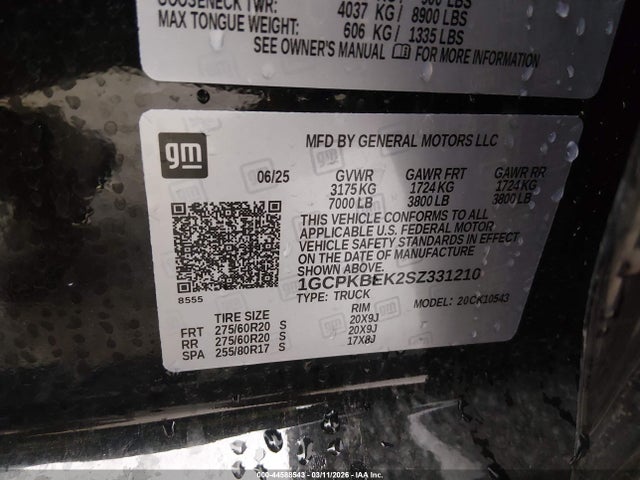 GOOSENECK TWR: 4037 KG/ 8900 LBS
MAX TONGUE WEIGHT: 606 KG/ 1335 LBS
SEE OWNER'S MANUAL FOR MORE INFORMATION
gm
MFD BY GENERAL MOTORS LLC
06/25 GVWR GAWR FRT GAWR RR
3175 KG 1724 KG 1724 KG
7000 LB 3800 LB 3800 LB
THIS VEHICLE CONFORMS TO ALL
APPLICABLE U.S. FEDERAL MOTOR
VEHICLE SAFETY STANDARDS IN EFFECT
ON THE DATE OF MANUFACTURE
SHOWN ABOVE.
1GCPKBEK2SZ331210
8555
TYPE: TRUCK MODEL: 20CK10543
TIRE SIZE RIM
FRT 275/60R20 S 20X9J
RR 275/60R20 S 20X9J
SPA 255/80R17 S 17X8J
000-44588543 - 03/11/2026 - IAAI.COM